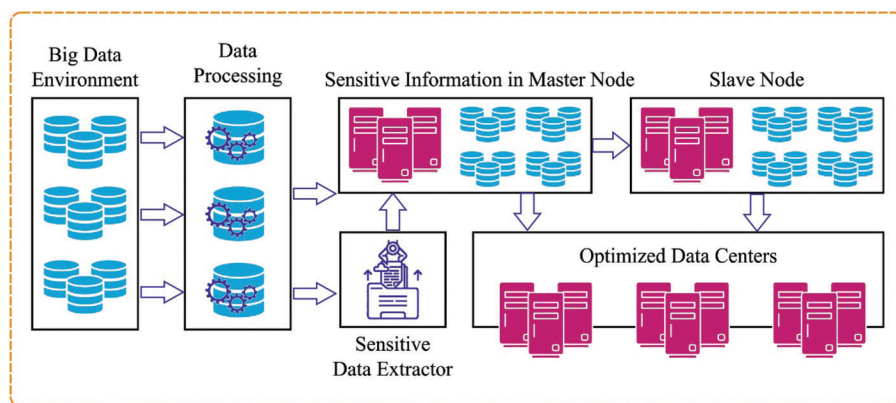 Big Data
Environment
Data
Processing
Sensitive Information in Master Node
Slave Node
Optimized Data Centers
Sensitive
Data Extractor